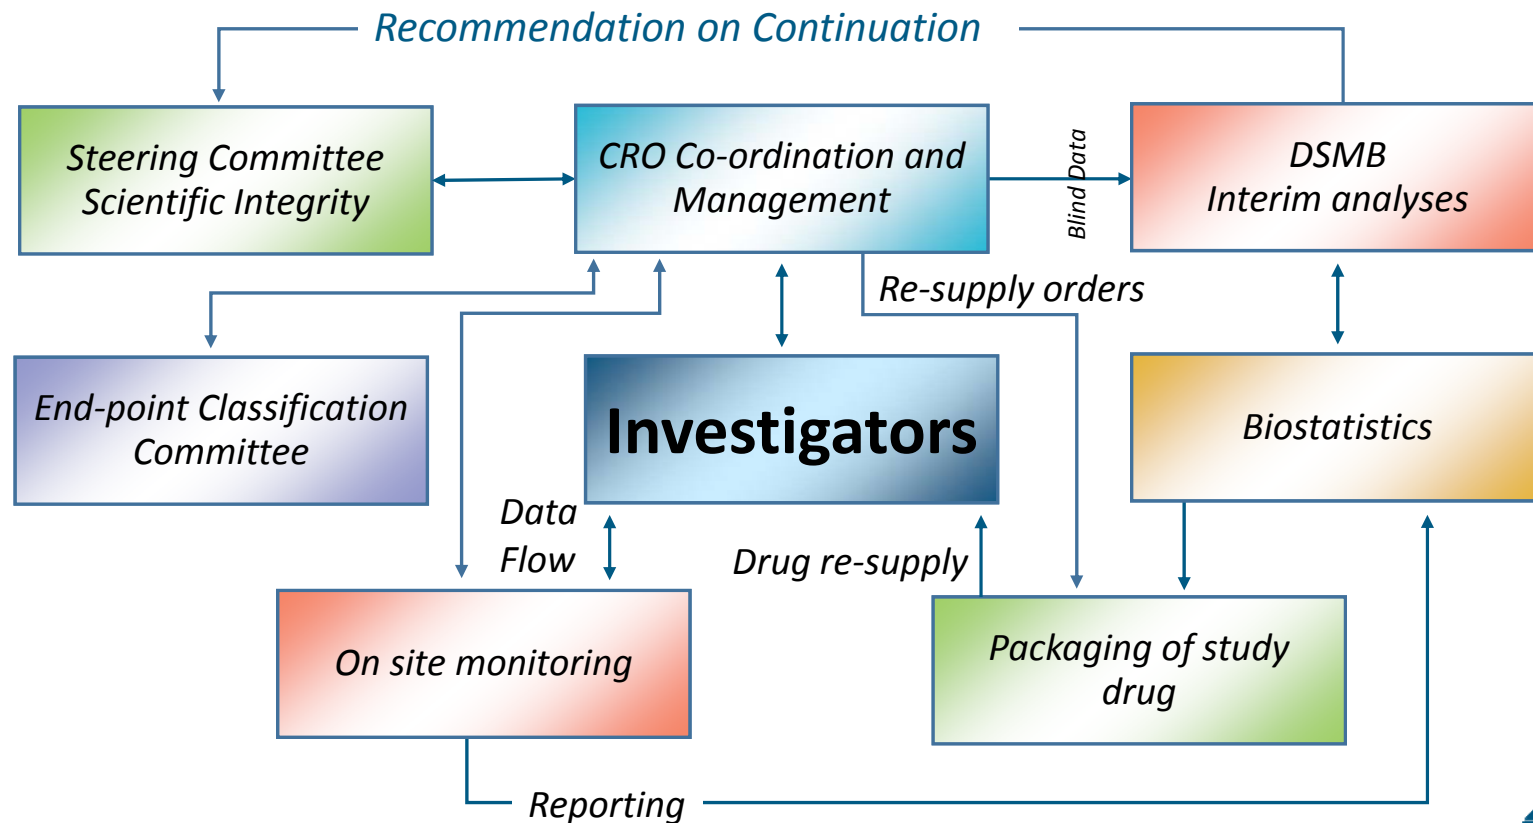 Recommendation on Continuation
Steering Committee
Scientific Integrity
CRO Co-ordination and
Management
Blind Data
DSMB
Interim analyses
Re-supply orders
End-point Classification
Committee
Investigators
Biostatistics
Data
Flow
Drug re-supply
On site monitoring
Packaging of study
drug
Reporting